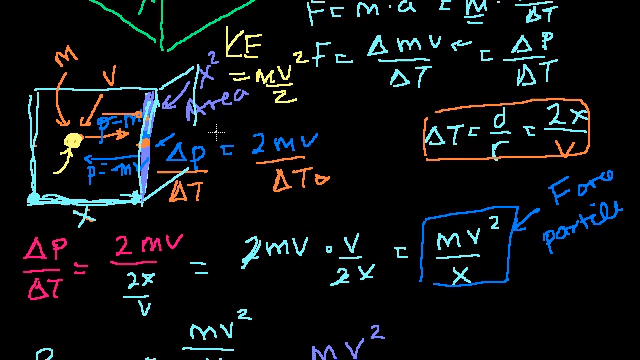 F = m · a = m · ΔT
F = Δmv/ΔT = ΔP/ΔT
KE = mv²/2
m
v
x²
Area
p=m
p=-mv
x
Δp/ΔT = 2mv/ΔT
ΔT = d/r = 2x/v
Force
particle
ΔP/ΔT = 2mv/(2x/v) = 2mv · v/2x = mv²/x
mv²
mv²